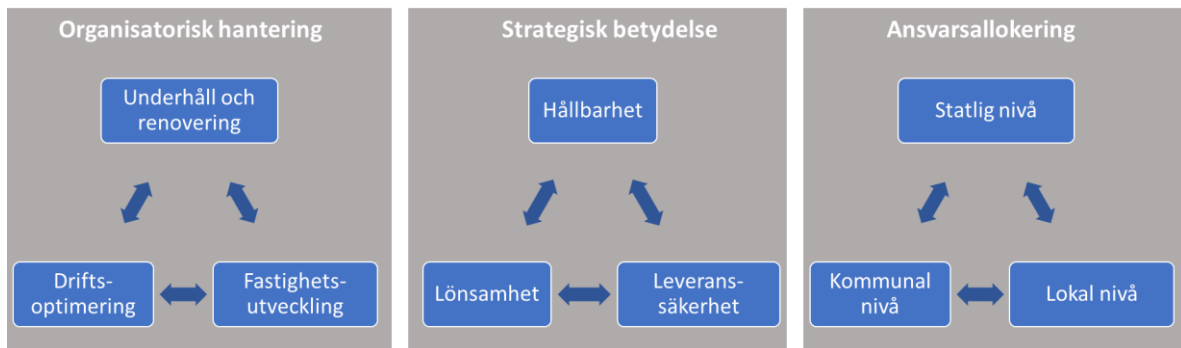 Organisatorisk hantering
Underhåll och
renovering
Drifts-
optimering
Fastighets-
utveckling
Strategisk betydelse
Hållbarhet
Lönsamhet
Leverans-
säkerhet
Ansvarsallokering
Statlig nivå
Kommunal
nivå
Lokal nivå